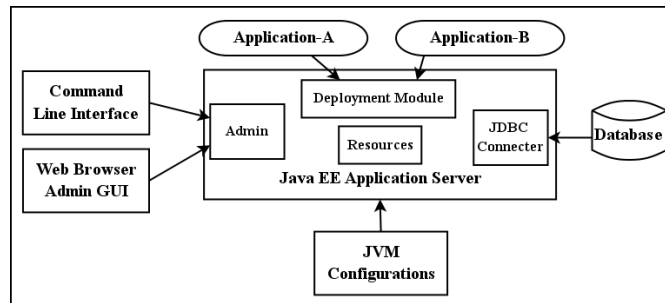 Application-A
Application-B
Command
Line Interface
Deployment Module
Admin
JDBC
Connecter
Database
Resources
Web Browser
Admin GUI
Java EE Application Server
JVM
Configurations